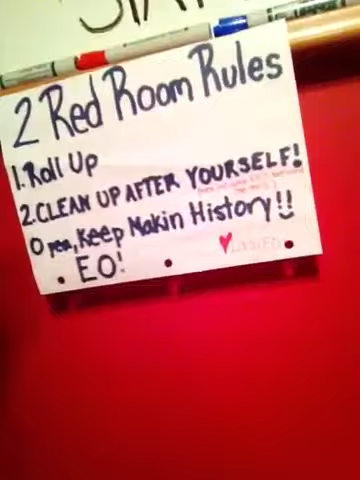 2 Red Room Rules
1. Roll Up
2. CLEAN UP AFTER YOURSELF!
O yea, Keep Makin History!!
EO!